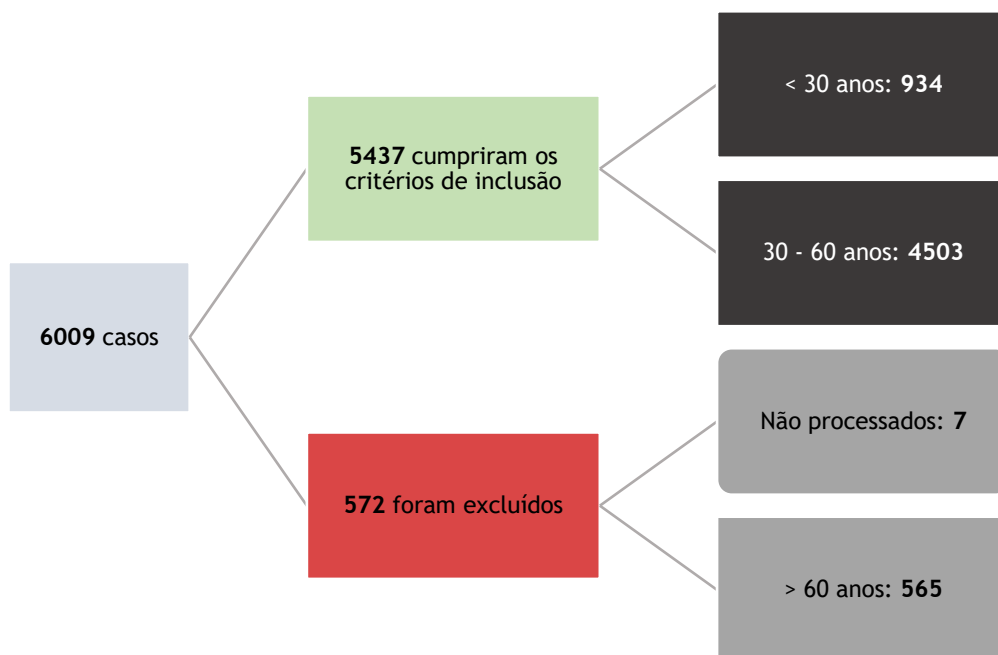 < 30 anos: 934
5437 cumpriram os
critérios de inclusão
30 - 60 anos: 4503
6009 casos
Não processados: 7
572 foram excluídos
> 60 anos: 565